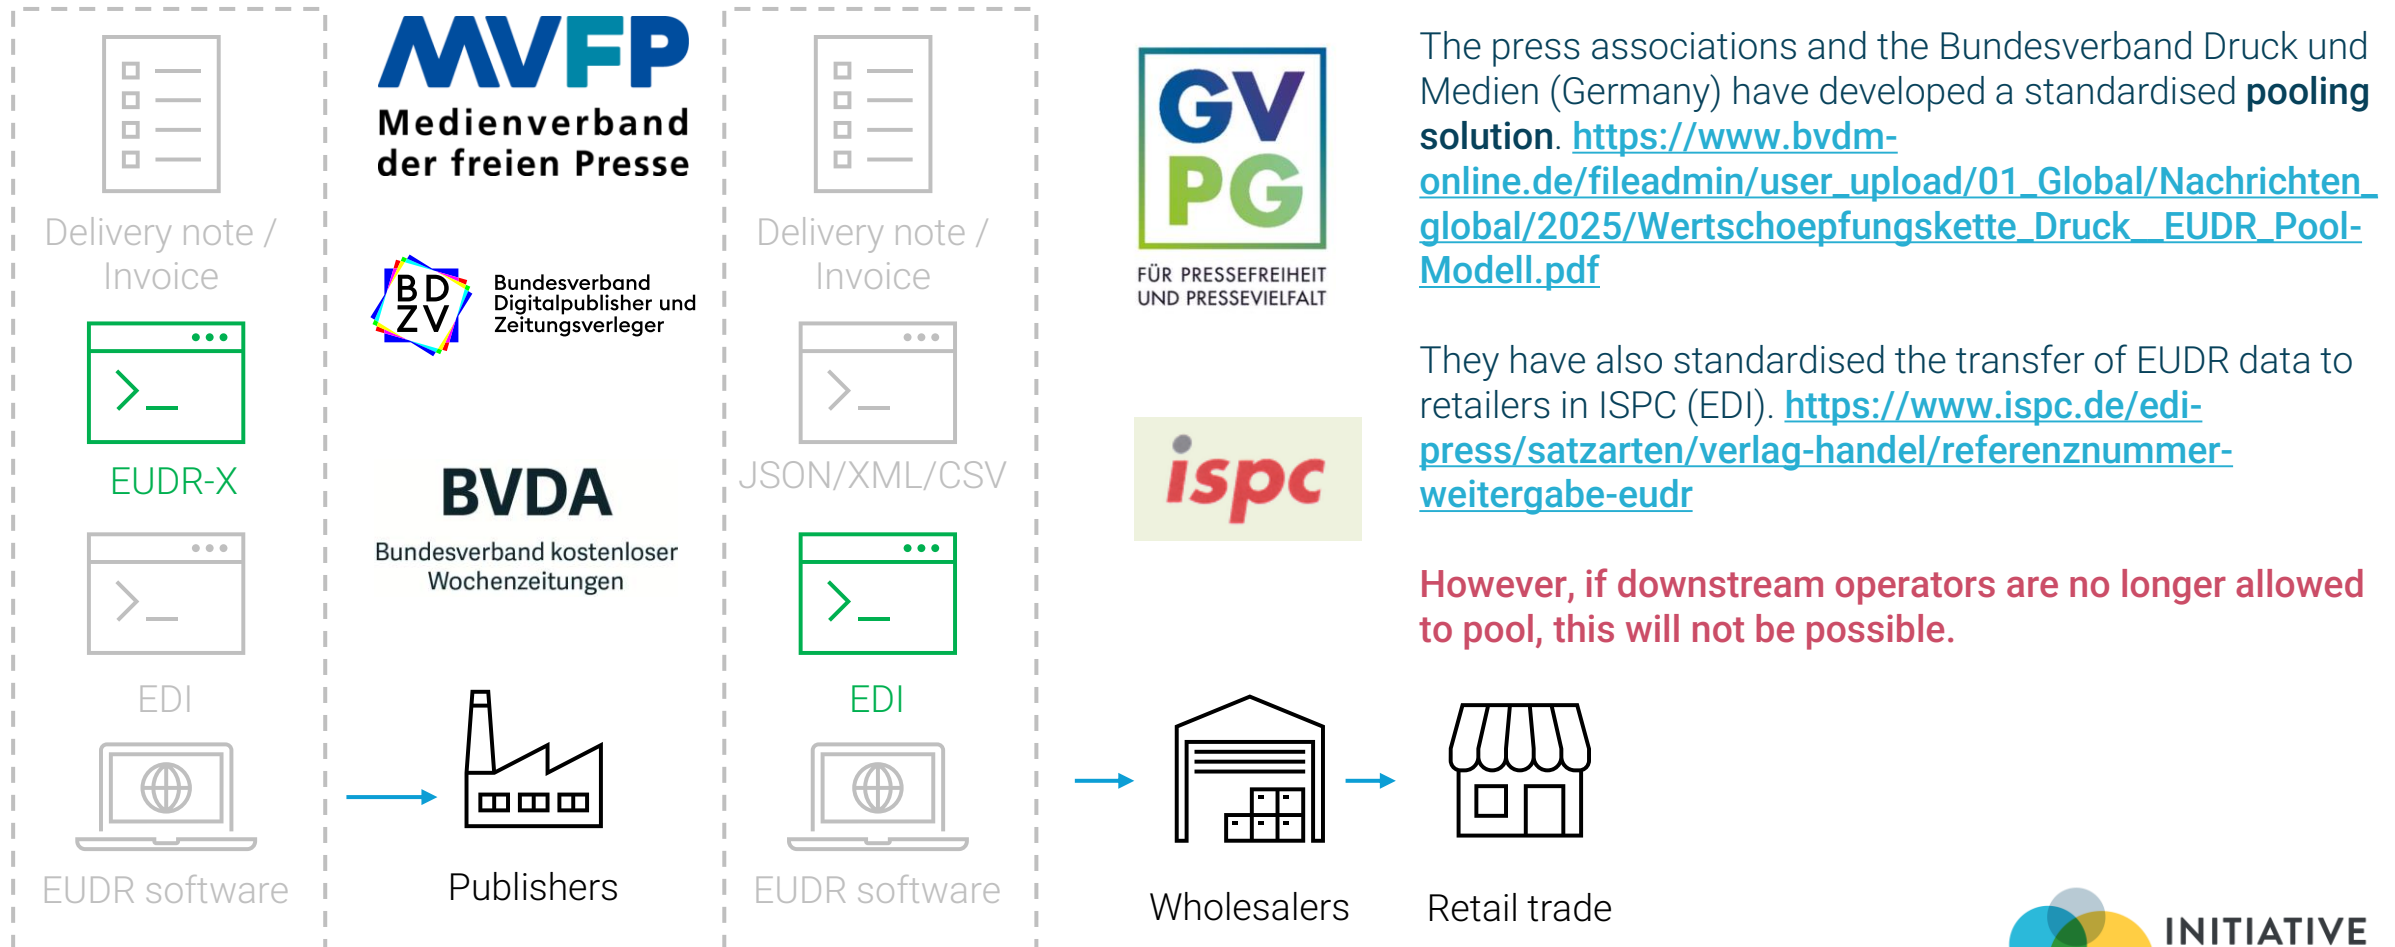 Delivery note /
Invoice
EUDR-X
EDI
EUDR software
MVFP
Medienverband
der freien Presse
BD
ZV
Bundesverband
Digitalpublisher und
Zeitungsverleger
BVDA
Bundesverband kostenloser
Wochenzeitungen
Publishers
Delivery note /
Invoice
JSON/XML/CSV
EDI
EUDR software
GV
PG
FÜR PRESSEFREIHEIT
UND PRESSEVIELFALT
ispc
Wholesalers
Retail trade
The press associations and the Bundesverband Druck und
Medien (Germany) have developed a standardised pooling
solution. https://www.bvdm-
online.de/fileadmin/user_upload/01_Global/Nachrichten_
global/2025/Wertschoepfungskette_Druck__EUDR_Pool-
Modell.pdf
They have also standardised the transfer of EUDR data to
retailers in ISPC (EDI). https://www.ispc.de/edi-
press/satzarten/verlag-handel/referenznummer-
weitergabe-eudr
However, if downstream operators are no longer allowed
to pool, this will not be possible.
INITIATIVE